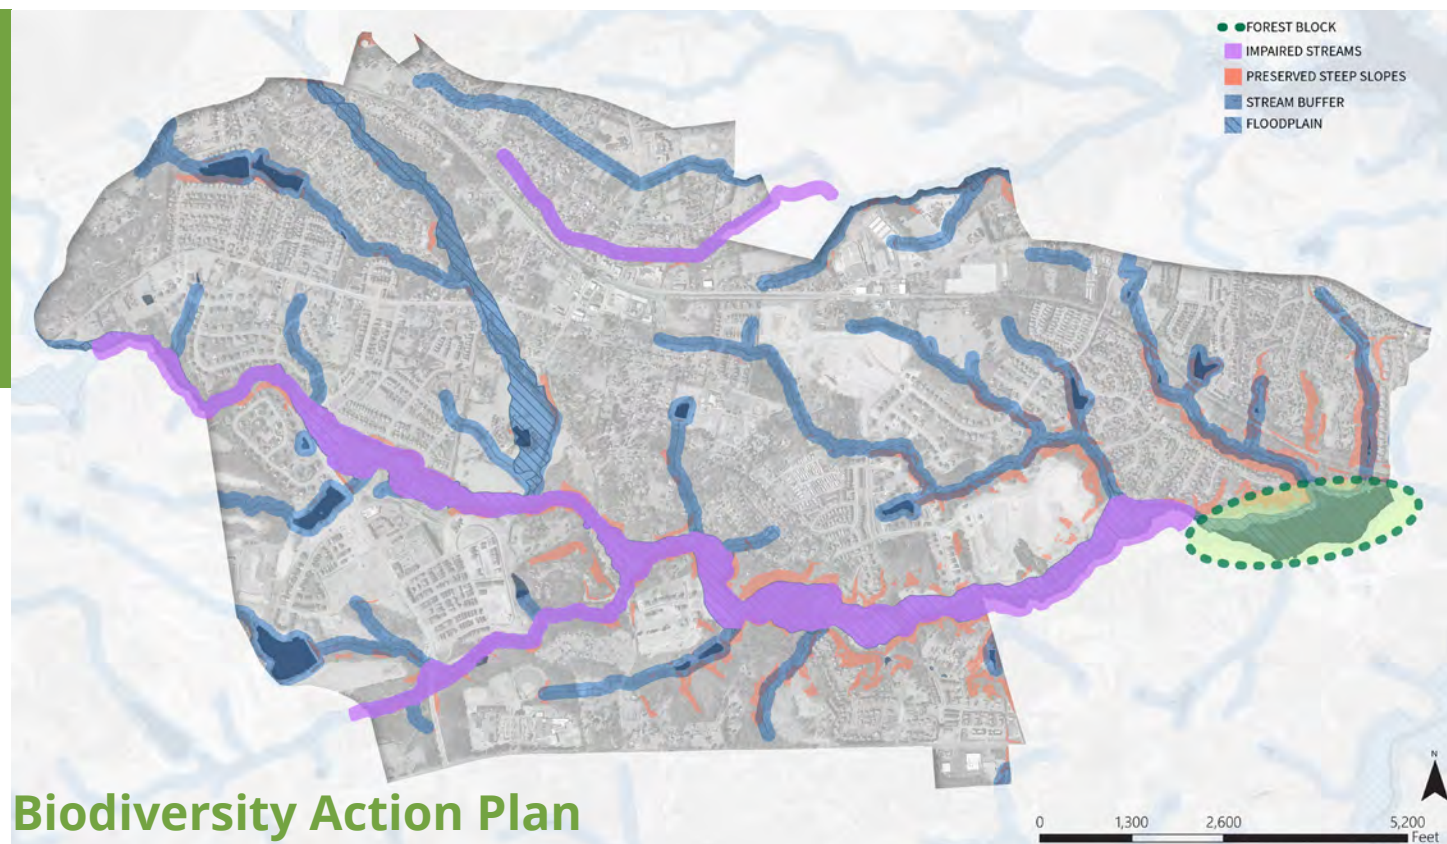 FOREST BLOCK
IMPAIRED STREAMS
PRESERVED STEEP SLOPES
STREAM BUFFER
FLOODPLAIN
N
0 1,300 2,600 5,200
Feet
Biodiversity Action Plan